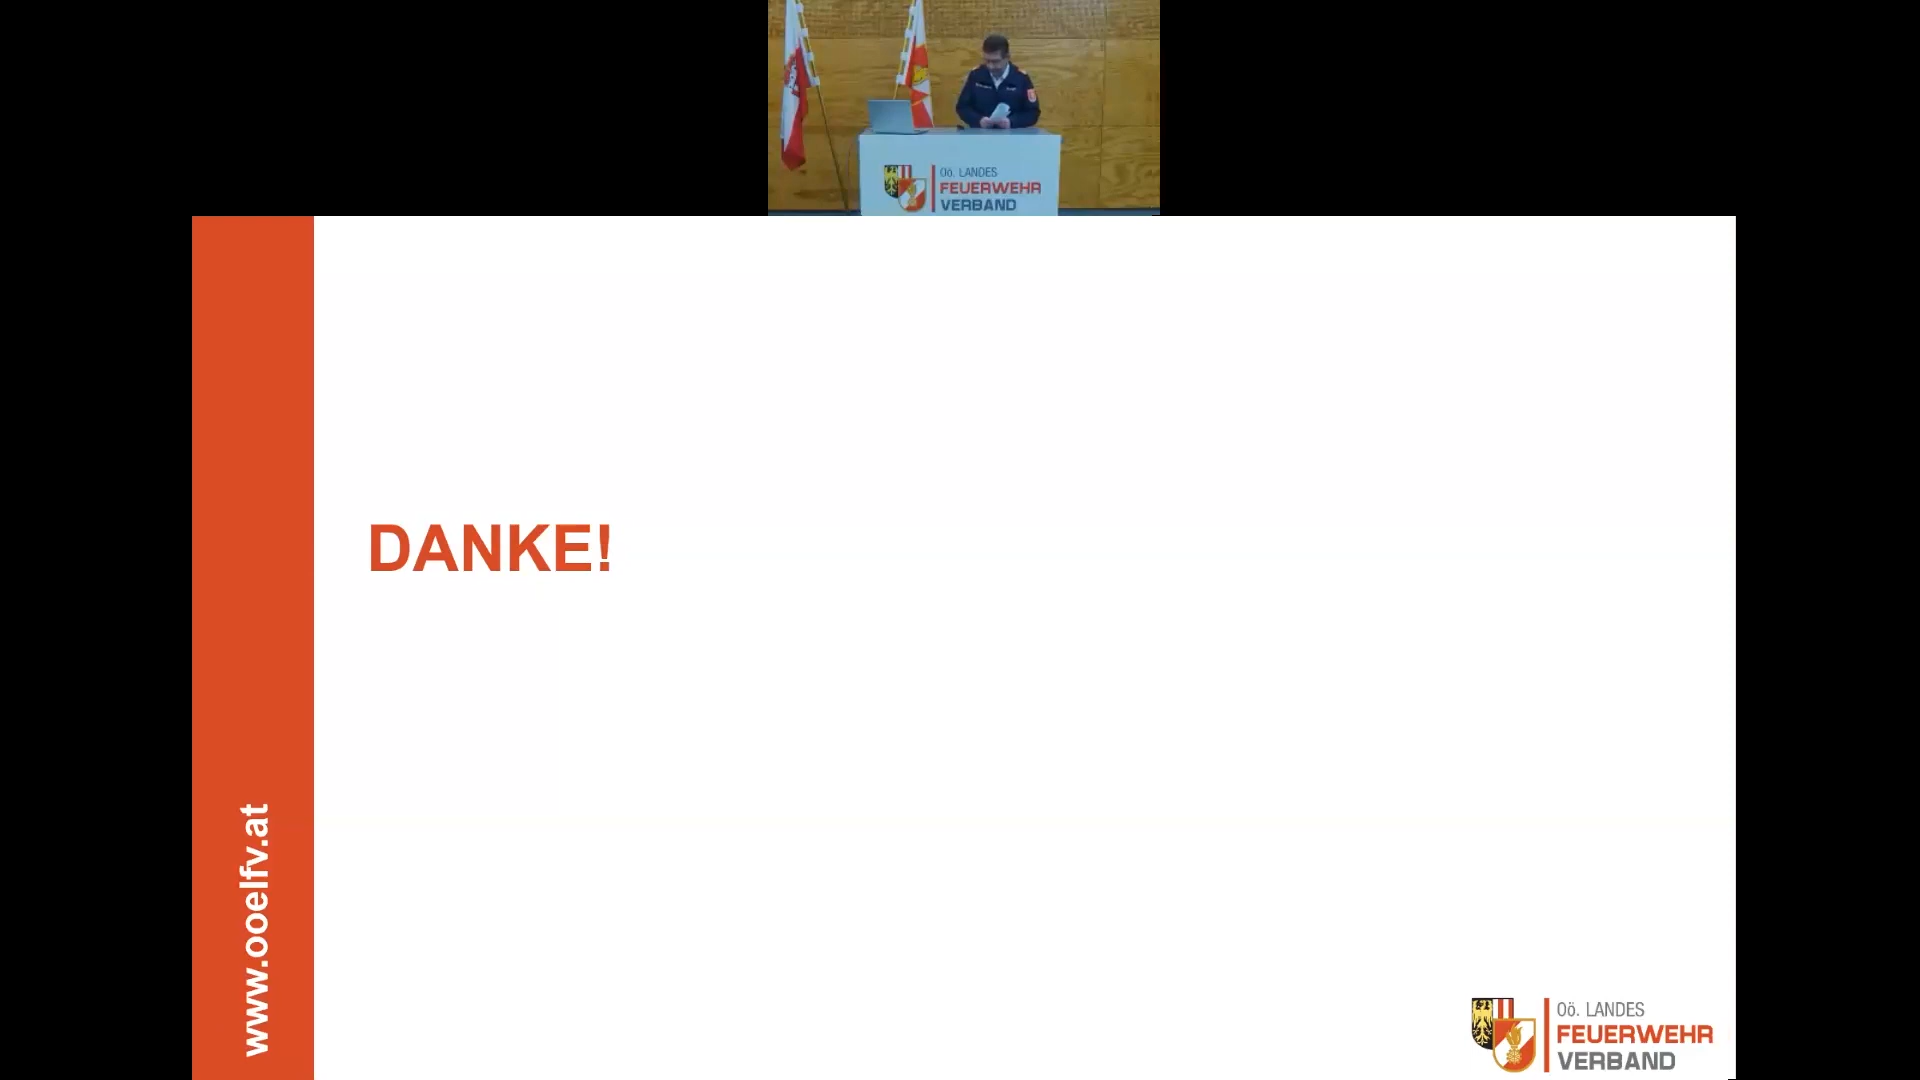 Oö. LANDES
FEUERWEHR
VERBAND
DANKE!
www.ooelfv.at
Oö. LANDES
FEUERWEHR
VERBAND